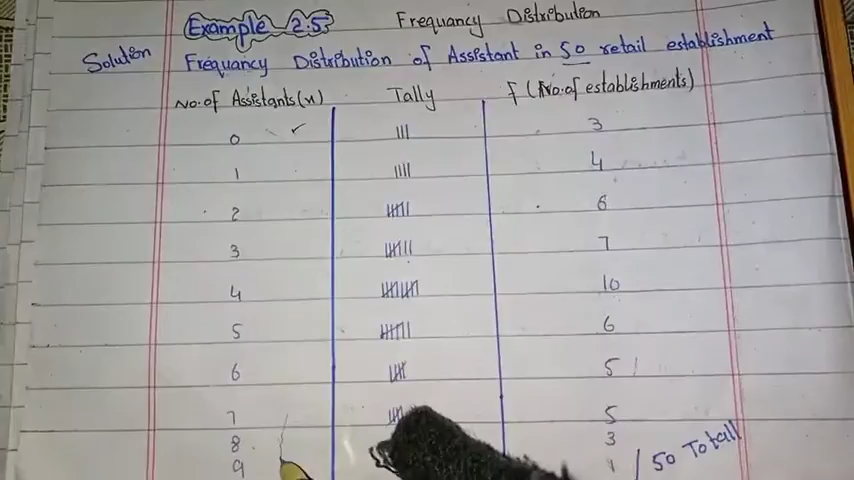 Example 2.5 Frequancy Distribution
Solution Frequancy Distribution of Assistant in 50 retail establishment
No. of Assistants (x) Tally f (No. of establishments)
0 ||| 3
1 |||| 4
2 6
3 7
4 10
5 6
6 5
7 5
8 3
9 1 / 50 Totall